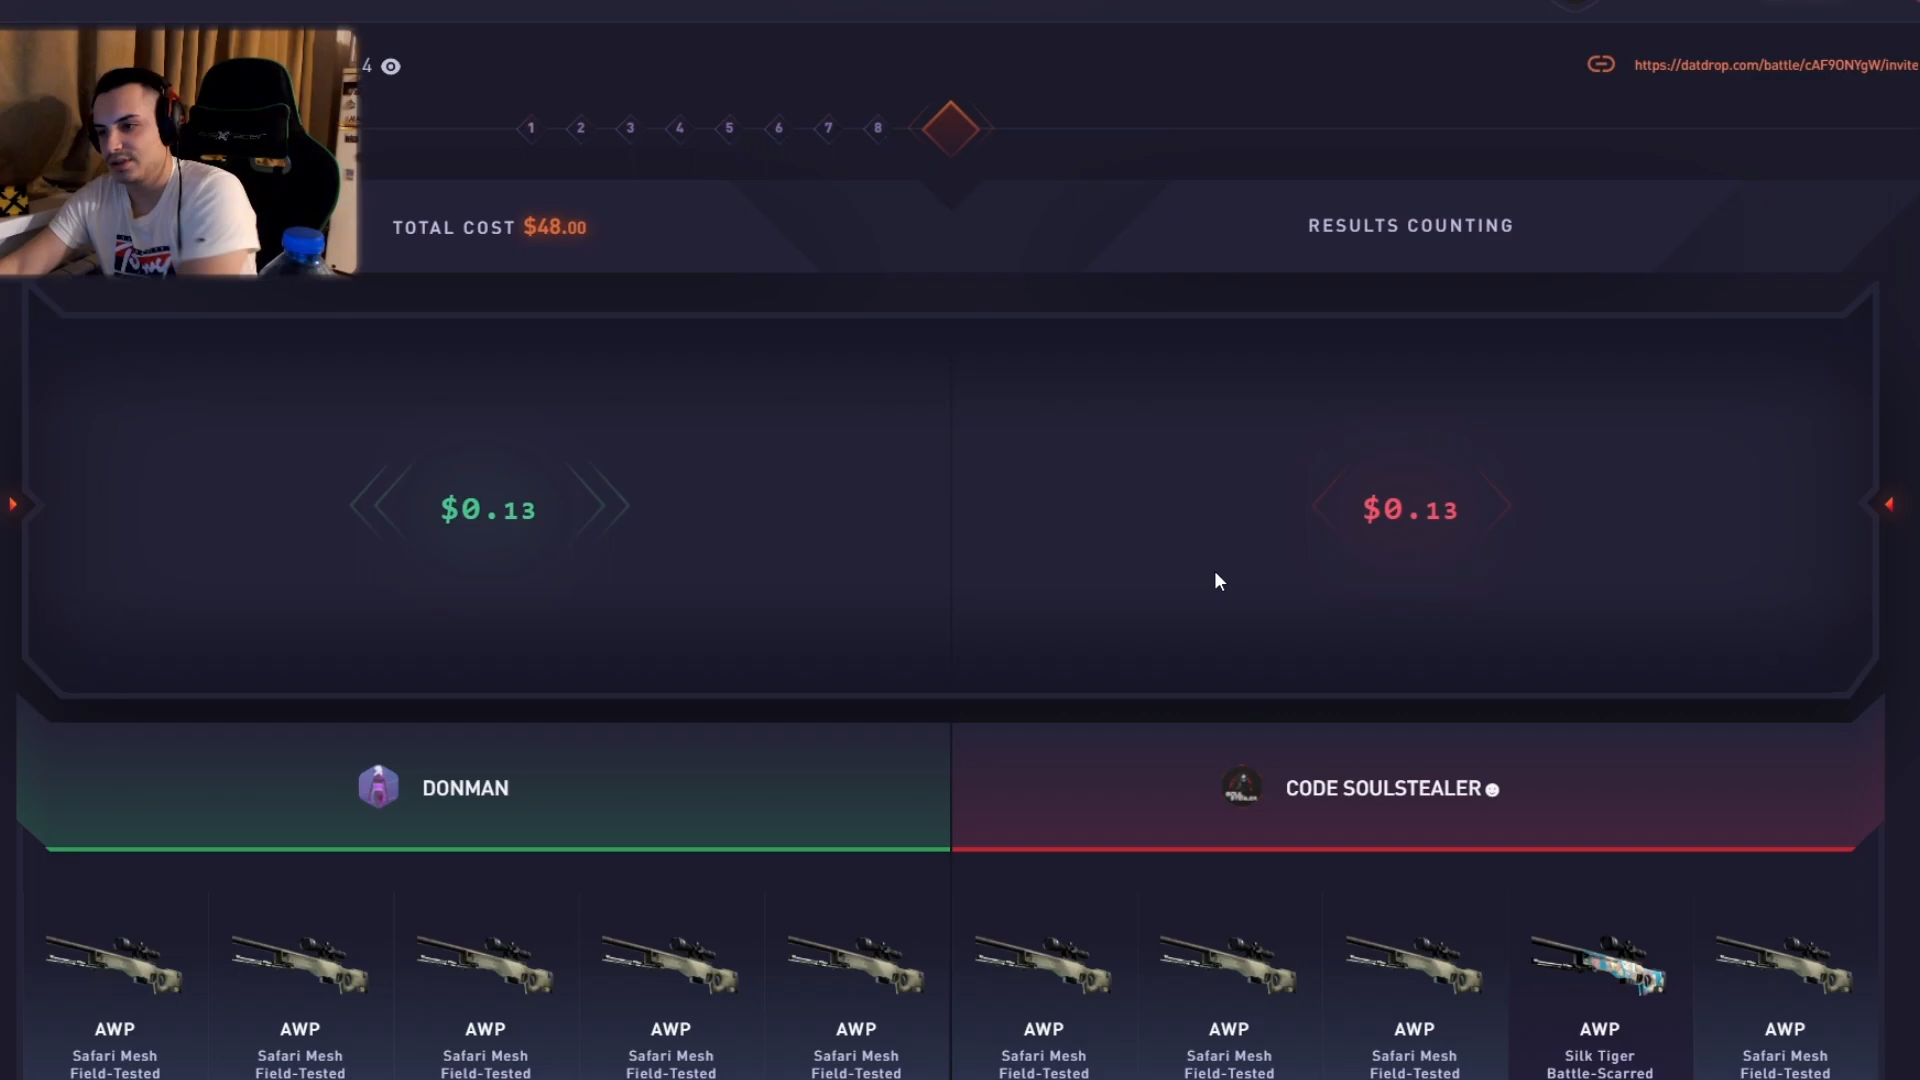 4
https://datdrop.com/battle/cAF9ONYgW/invite
1 2 3 4 5 6 7 8
TOTAL COST $48.00
RESULTS COUNTING
$0.13
$0.13
DONMAN
CODE SOULSTEALER
AWP AWP AWP AWP AWP AWP AWP AWP AWP AWP
Safari Mesh Safari Mesh Safari Mesh Safari Mesh Safari Mesh Safari Mesh Safari Mesh Safari Mesh Silk Tiger Safari Mesh
Field-Tested Field-Tested Field-Tested Field-Tested Field-Tested Field-Tested Field-Tested Field-Tested Battle-Scarred Field-Tested